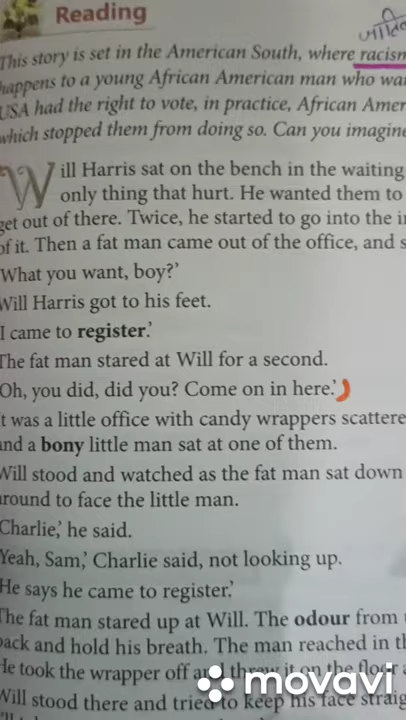 Reading
जाति
This story is set in the American South, where racism
happens to a young African American man who
USA had the right to vote, in practice, African
which stopped them from doing so. Can you imagine
Will Harris sat on the bench in the waiting
only thing that hurt. He wanted them to
get out of there. Twice, he started to go into the
of it. Then a fat man came out of the office, and
'What you want, boy?'
Will Harris got to his feet.
'I came to register.'
The fat man stared at Will for a second.
'Oh, you did, did you? Come on in here.'
It was a little office with candy wrappers
and a bony little man sat at one of them.
Will stood and watched as the fat man sat down
around to face the little man.
'Charlie,' he said.
'Yeah, Sam,' Charlie said, not looking up.
'He says he came to register.'
The fat man stared up at Will. The odour from
back and hold his breath. The man reached in
He took the wrapper off and threw it on the floor
Will stood there and tried to keep his face
movavi